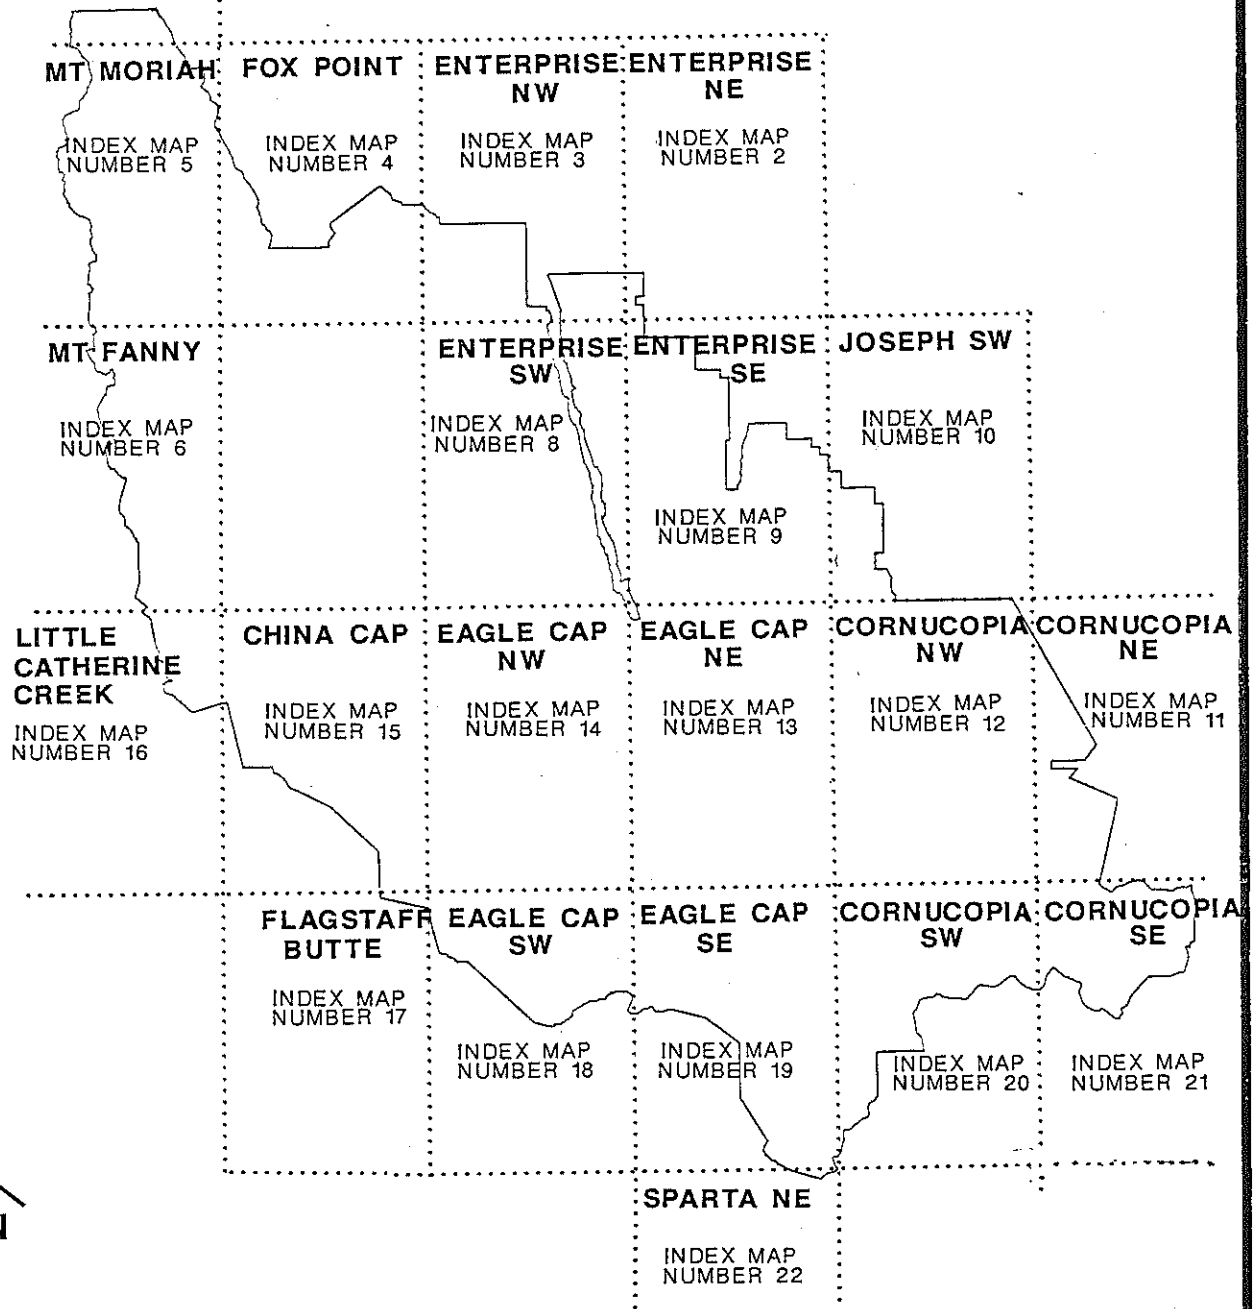 MT MORIAH
INDEX MAP
NUMBER 5
FOX POINT
INDEX MAP
NUMBER 4
ENTERPRISE
NW
INDEX MAP
NUMBER 3
ENTERPRISE
NE
INDEX MAP
NUMBER 2
MT FANNY
INDEX MAP
NUMBER 6
ENTERPRISE
SW
INDEX MAP
NUMBER 8
ENTERPRISE
SE
INDEX MAP
NUMBER 9
JOSEPH SW
INDEX MAP
NUMBER 10
LITTLE
CATHERINE
CREEK
INDEX MAP
NUMBER 16
CHINA CAP
INDEX MAP
NUMBER 15
EAGLE CAP
NW
INDEX MAP
NUMBER 14
EAGLE CAP
NE
INDEX MAP
NUMBER 13
CORNUCOPIA
NW
INDEX MAP
NUMBER 12
CORNUCOPIA
NE
INDEX MAP
NUMBER 11
FLAGSTAFF
BUTTE
INDEX MAP
NUMBER 17
EAGLE CAP
SW
INDEX MAP
NUMBER 18
EAGLE CAP
SE
INDEX MAP
NUMBER 19
CORNUCOPIA
SW
INDEX MAP
NUMBER 20
CORNUCOPIA
SE
INDEX MAP
NUMBER 21
SPARTA NE
INDEX MAP
NUMBER 22